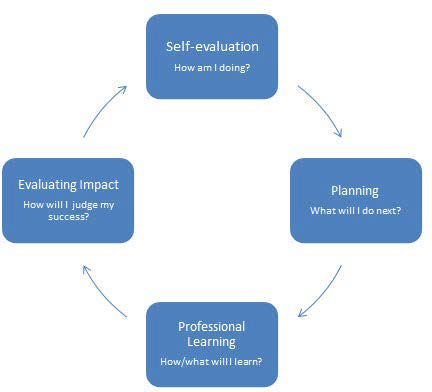 Self-evaluation
How am I doing?
Planning
What will I do next?
Professional
Learning
How/what will I learn?
Evaluating Impact
How will I judge my
success?